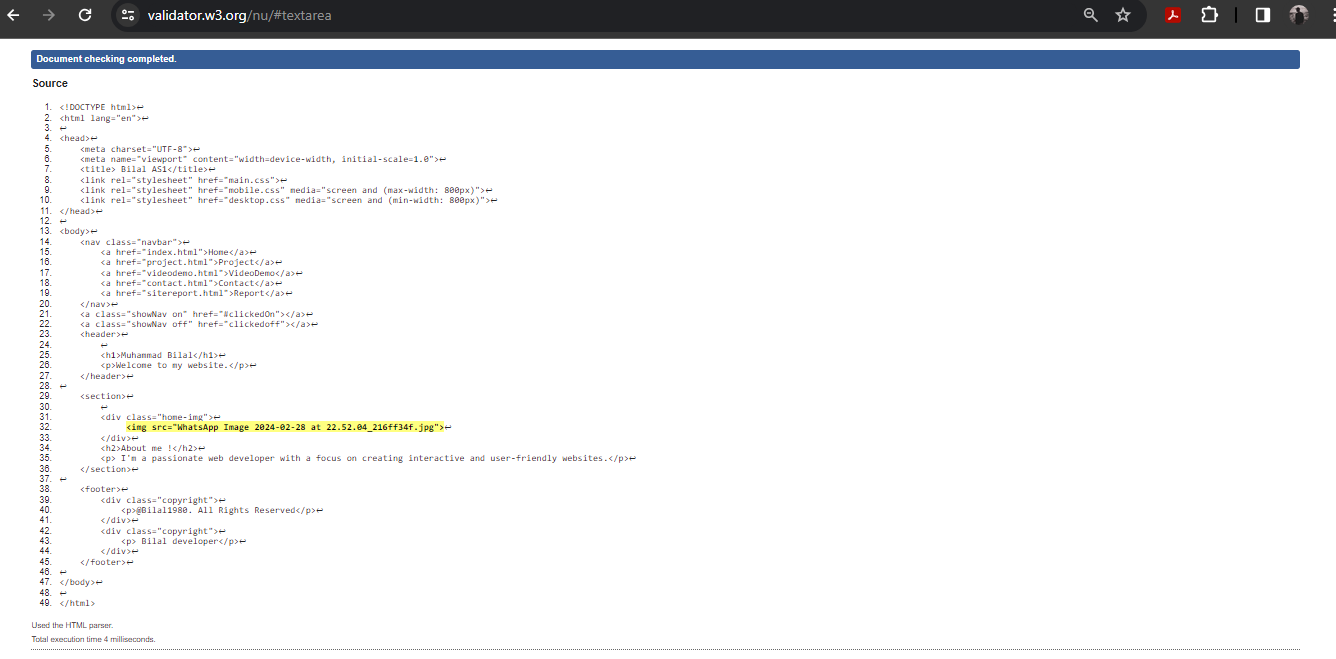 validator.w3.org/nu/#textarea
Document checking completed.
Source
1. <!DOCTYPE html>↩
2. <html lang="en">↩
3. ↩
4. <head>↩
5.     <meta charset="UTF-8">↩
6.     <meta name="viewport" content="width=device-width, initial-scale=1.0">↩
7.     <title> Bilal AS1</title>↩
8.     <link rel="stylesheet" href="main.css">↩
9.     <link rel="stylesheet" href="mobile.css" media="screen and (max-width: 800px)">↩
10.     <link rel="stylesheet" href="desktop.css" media="screen and (min-width: 800px)">↩
11. </head>↩
12. ↩
13. <body>↩
14.     <nav class="navbar">↩
15.         <a href="index.html">Home</a>↩
16.         <a href="project.html">Project</a>↩
17.         <a href="videodemo.html">VideoDemo</a>↩
18.         <a href="contact.html">Contact</a>↩
19.         <a href="sitereport.html">Report</a>↩
20.     </nav>↩
21.     <a class="showNav on" href="#clickedOn"></a>↩
22.     <a class="showNav off" href="clickedoff"></a>↩
23.     <header>↩
24.         ↩
25.         <h1>Muhammad Bilal</h1>↩
26.         <p>Welcome to my website.</p>↩
27.     </header>↩
28. ↩
29.     <section>↩
30.         ↩
31.         <div class="home-img">↩
32.              <img src="WhatsApp Image 2024-02-28 at 22.52.04_216ff34f.jpg">↩
33.         </div>↩
34.         <h2>About me !</h2>↩
35.         <p> I'm a passionate web developer with a focus on creating interactive and user-friendly websites.</p>↩
36.     </section>↩
37. ↩
38.     <footer>↩
39.         <div class="copyright">↩
40.             <p>@Bilal1980. All Rights Reserved</p>↩
41.         </div>↩
42.         <div class="copyright">↩
43.             <p> Bilal developer</p>↩
44.         </div>↩
45.     </footer>↩
46. ↩
47. </body>↩
48. ↩
49. </html>
Used the HTML parser.
Total execution time 4 milliseconds.